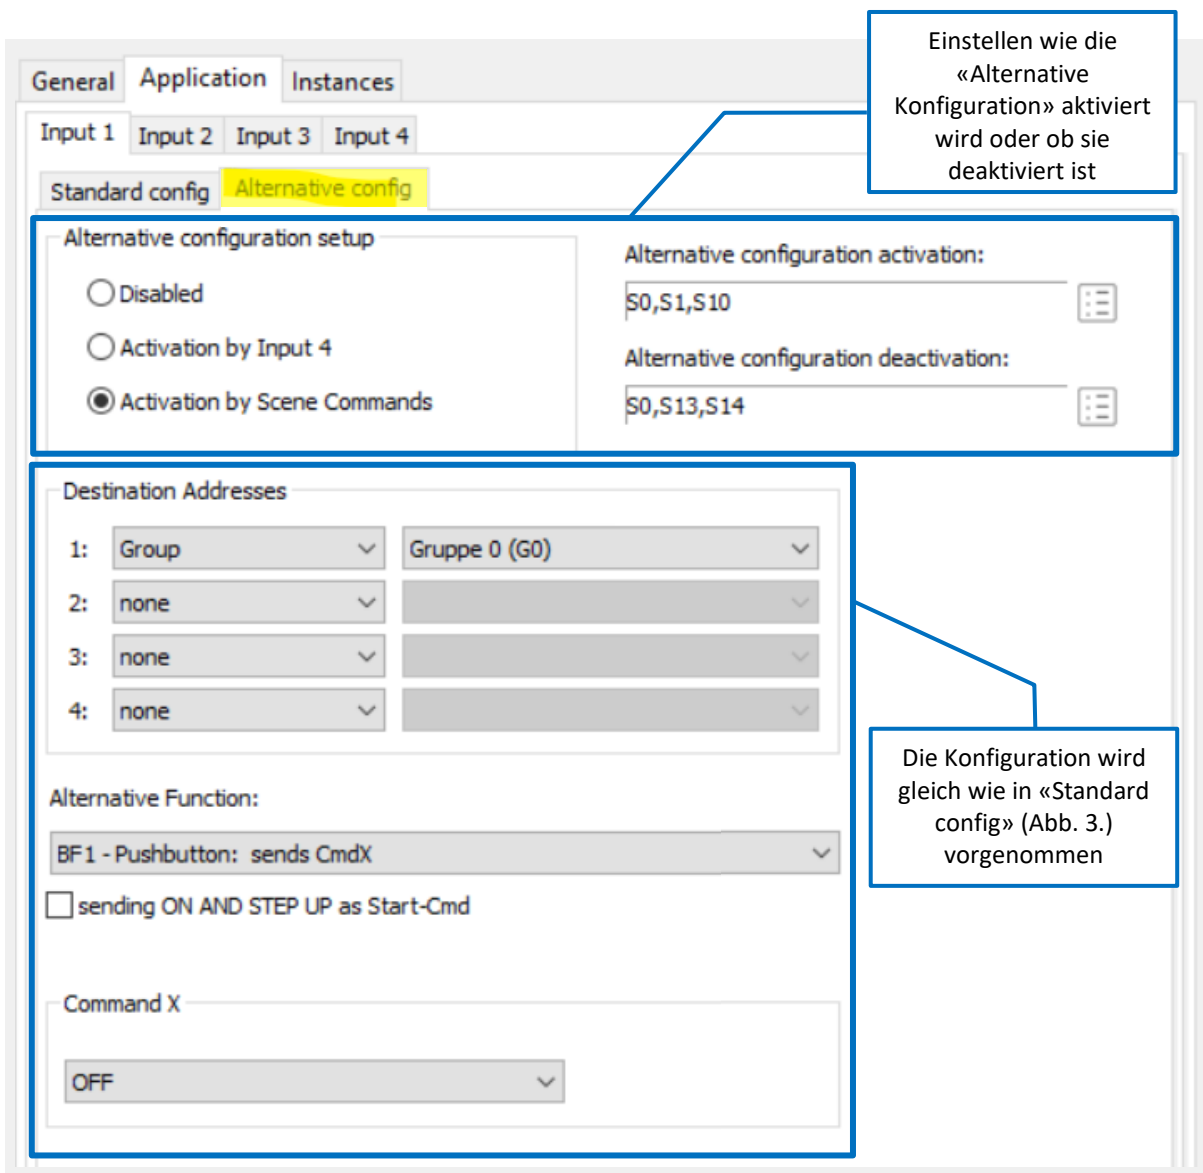 Einstellen wie die
«Alternative
Konfiguration» aktiviert
wird oder ob sie
deaktiviert ist
General Application Instances
Input 1 Input 2 Input 3 Input 4
Standard config Alternative config
Alternative configuration setup
Disabled
Activation by Input 4
Activation by Scene Commands
Alternative configuration activation:
S0,S1,S10
Alternative configuration deactivation:
S0,S13,S14
Destination Addresses
1: Group Gruppe 0 (G0)
2: none
3: none
4: none
Die Konfiguration wird
gleich wie in «Standard
config» (Abb. 3.)
vorgenommen
Alternative Function:
BF1 - Pushbutton: sends CmdX
sending ON AND STEP UP as Start-Cmd
Command X
OFF